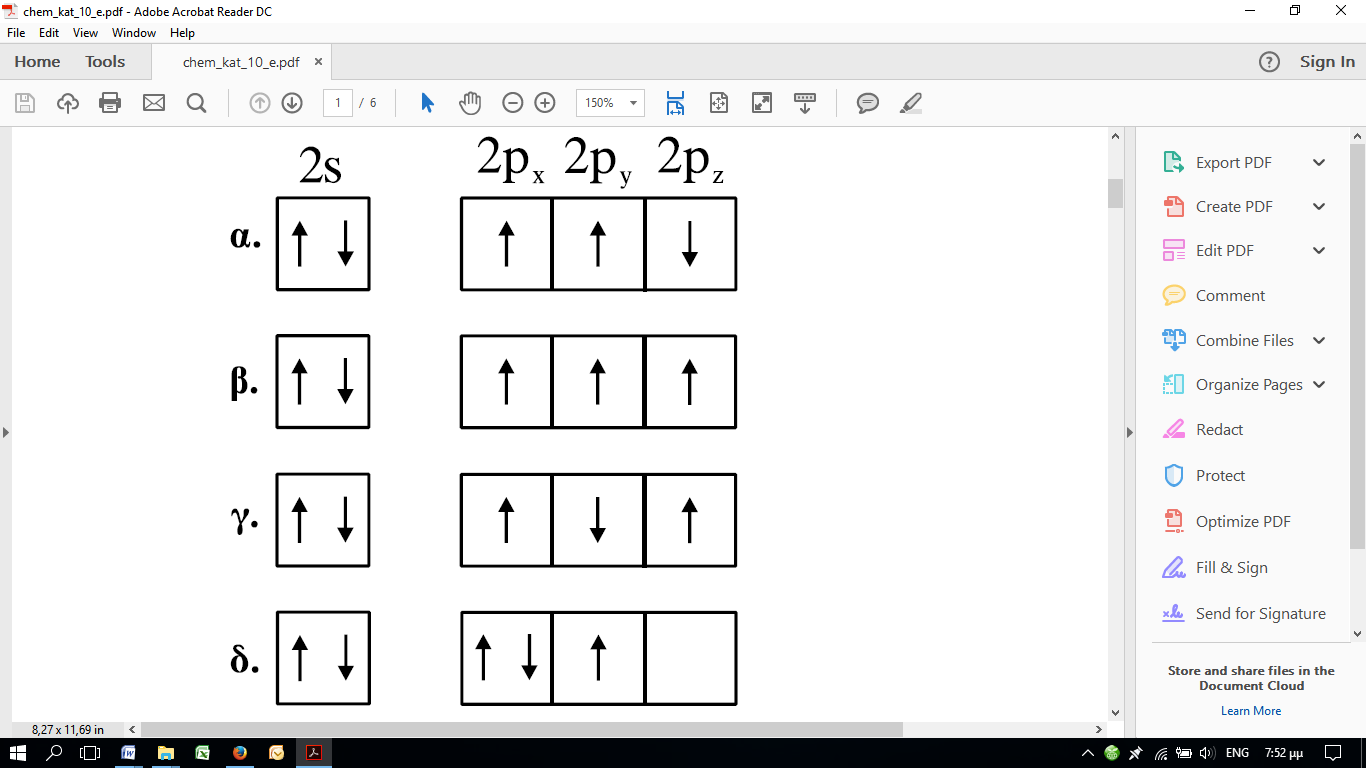 chem_kat_10_e.pdf - Adobe Acrobat Reader DC
File Edit View Window Help
Home Tools chem_kat_10_e.pdf × Sign In
1 / 6 150%
2s 2px 2py 2pz
α.
β.
γ.
δ.
Export PDF
Create PDF
Edit PDF
Comment
Combine Files
Organize Pages
Redact
Protect
Optimize PDF
Fill & Sign
Send for Signature
Store and share files in the
Document Cloud
Learn More
8,27 x 11,69 in
ENG 7:52 μμ